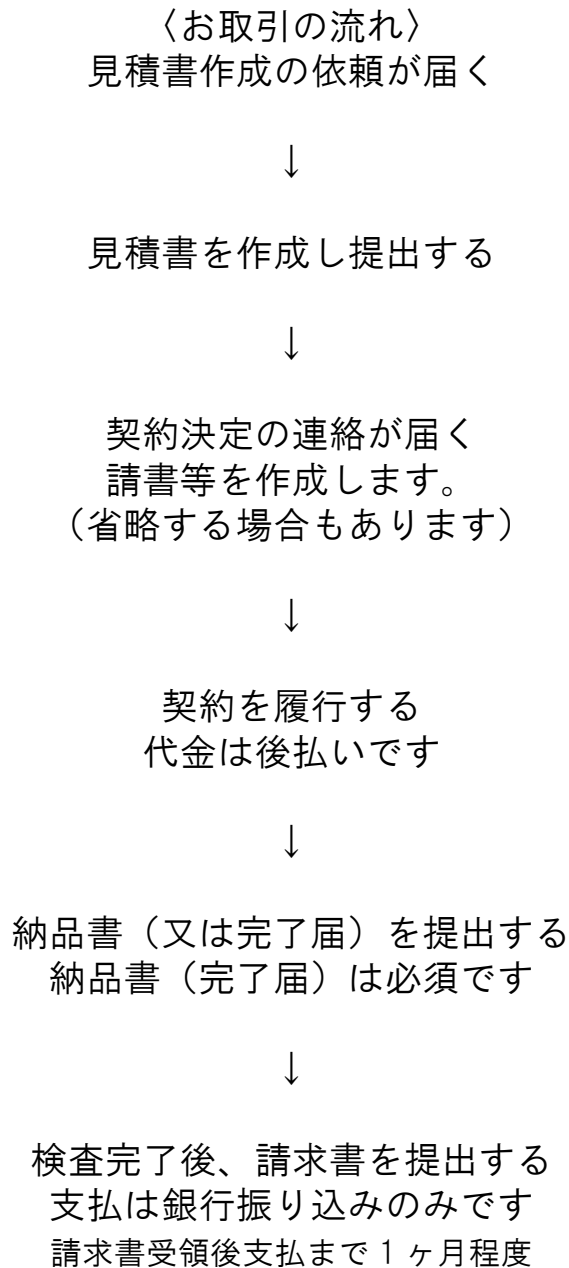 〈お取引の流れ〉
見積書作成の依頼が届く
↓
見積書を作成し提出する
↓
契約決定の連絡が届く
請書等を作成します。
（省略する場合もあります）
↓
契約を履行する
代金は後払いです
↓
納品書（又は完了届）を提出する
納品書（完了届）は必須です
↓
検査完了後、請求書を提出する
支払は銀行振り込みのみです
請求書受領後支払まで１ヶ月程度